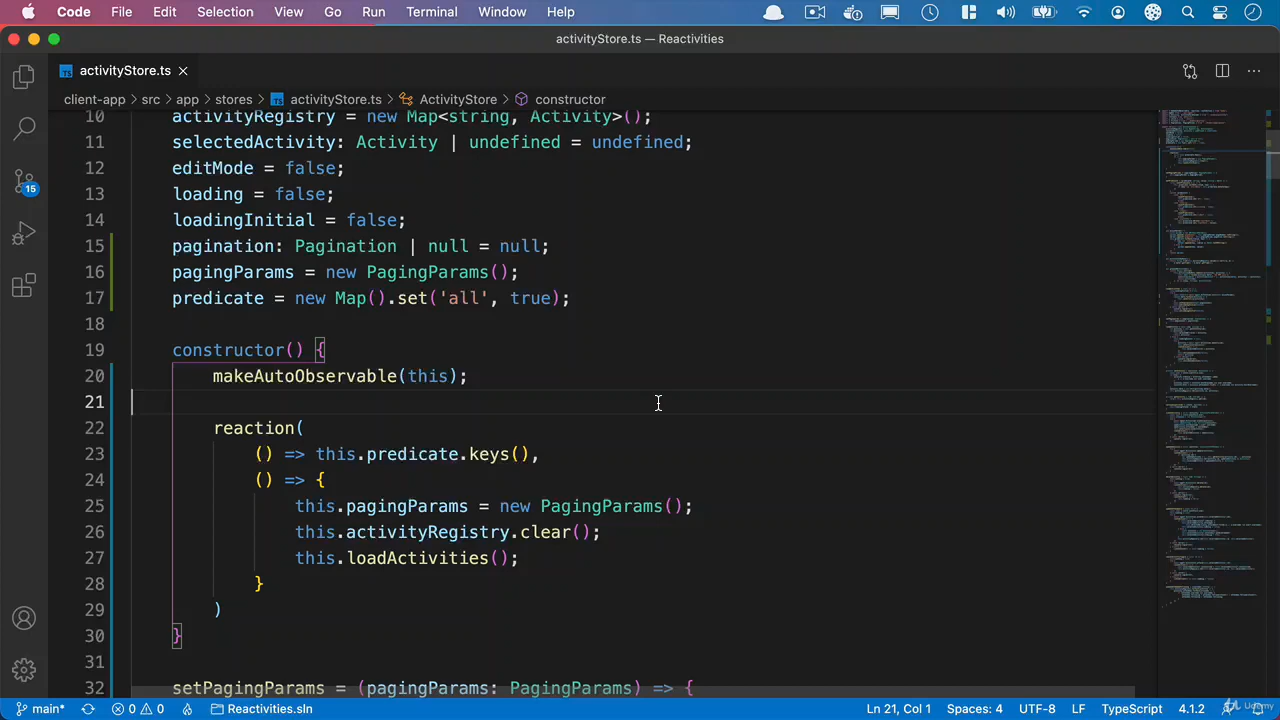 Code File Edit Selection View Go Run Terminal Window Help
activityStore.ts — Reactivities
TS activityStore.ts
client-app > src > app > stores > TS activityStore.ts > ActivityStore > constructor
10 activityRegistry = new Map<string, Activity>();
11 selectedActivity: Activity | undefined = undefined;
12 editMode = false;
13 loading = false;
14 loadingInitial = false;
15 pagination: Pagination | null = null;
16 pagingParams = new PagingParams();
17 predicate = new Map().set('all', true);
18
19 constructor() {
20 makeAutoObservable(this);
21
22 reaction(
23 () => this.predicate.keys(),
24 () => {
25 this.pagingParams = new PagingParams();
26 this.activityRegistry.clear();
27 this.loadActivities();
28 }
29 )
30 }
31
32 setPagingParams = (pagingParams: PagingParams) => {
15
main* 0 0 Reactivities.sln Ln 21, Col 1 Spaces: 4 UTF-8 LF TypeScript 4.1.2
Udemy